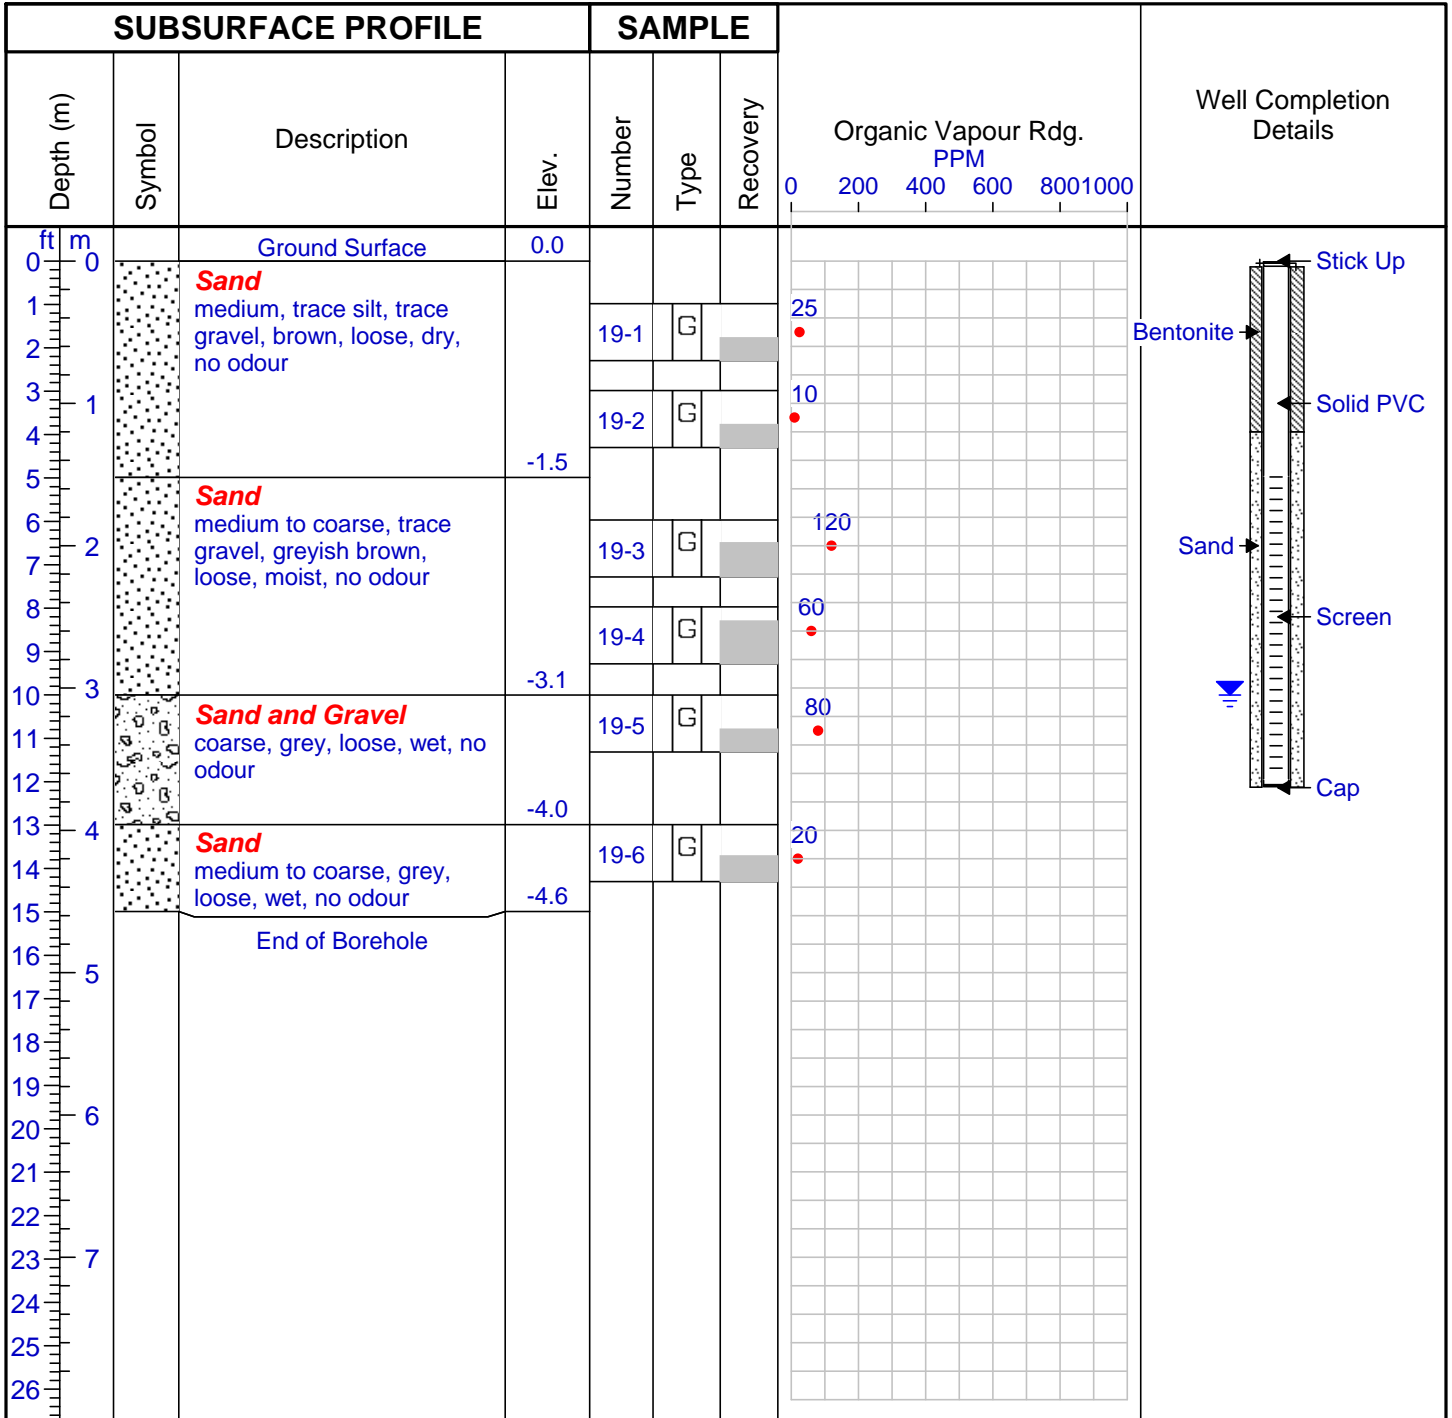 SUBSURFACE PROFILE
SAMPLE
Depth (m)
Symbol
Description
Elev.
Number
Type
Recovery
Organic Vapour Rdg.
PPM
0 200 400 600 800 1000
Well Completion
Details
ft m
Ground Surface 0.0
0 0
Sand
medium, trace silt, trace
gravel, brown, loose, dry,
no odour
-1.5
Sand
medium to coarse, trace
gravel, greyish brown,
loose, moist, no odour
-3.1
Sand and Gravel
coarse, grey, loose, wet, no
odour
-4.0
Sand
medium to coarse, grey,
loose, wet, no odour
-4.6
End of Borehole
1
2
3
4
5
6
7
8
9
10
11
12
13
14
15
16
17
18
19
20
21
22
23
24
25
26
1
2
3
4
5
6
7
19-1 G 25
19-2 G 10
19-3 G 120
19-4 G 60
19-5 G 80
19-6 G 20
Stick Up
Bentonite
Solid PVC
Sand
Screen
Cap